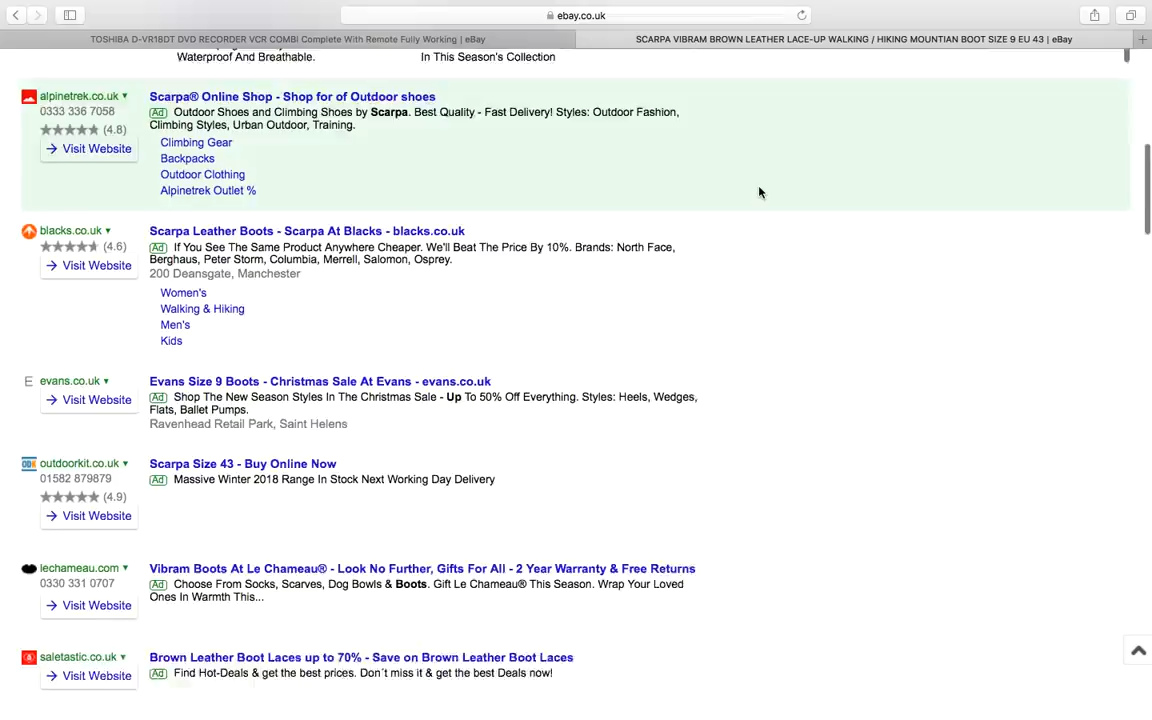 ebay.co.uk
TOSHIBA D-VR18DT DVD RECORDER VCR COMBI Complete With Remote Fully Working | eBay
SCARPA VIBRAM BROWN LEATHER LACE-UP WALKING / HIKING MOUNTIAN BOOT SIZE 9 EU 43 | eBay
Waterproof And Breathable.
In This Season's Collection
alpinetrek.co.uk
0333 336 7058
(4.8)
Visit Website
Scarpa® Online Shop - Shop for of Outdoor shoes
Ad Outdoor Shoes and Climbing Shoes by Scarpa. Best Quality - Fast Delivery! Styles: Outdoor Fashion,
Climbing Styles, Urban Outdoor, Training.
Climbing Gear
Backpacks
Outdoor Clothing
Alpinetrek Outlet %
blacks.co.uk
(4.6)
Visit Website
Scarpa Leather Boots - Scarpa At Blacks - blacks.co.uk
Ad If You See The Same Product Anywhere Cheaper. We'll Beat The Price By 10%. Brands: North Face,
Berghaus, Peter Storm, Columbia, Merrell, Salomon, Osprey.
200 Deansgate, Manchester
Women's
Walking & Hiking
Men's
Kids
E evans.co.uk
Visit Website
Evans Size 9 Boots - Christmas Sale At Evans - evans.co.uk
Ad Shop The New Season Styles In The Christmas Sale - Up To 50% Off Everything. Styles: Heels, Wedges,
Flats, Ballet Pumps.
Ravenhead Retail Park, Saint Helens
outdoorkit.co.uk
01582 879879
(4.9)
Visit Website
Scarpa Size 43 - Buy Online Now
Ad Massive Winter 2018 Range In Stock Next Working Day Delivery
lechameau.com
0330 331 0707
Visit Website
Vibram Boots At Le Chameau® - Look No Further, Gifts For All - 2 Year Warranty & Free Returns
Ad Choose From Socks, Scarves, Dog Bowls & Boots. Gift Le Chameau® This Season. Wrap Your Loved
Ones In Warmth This...
saletastic.co.uk
Visit Website
Brown Leather Boot Laces up to 70% - Save on Brown Leather Boot Laces
Ad Find Hot-Deals & get the best prices. Don´t miss it & get the best Deals now!